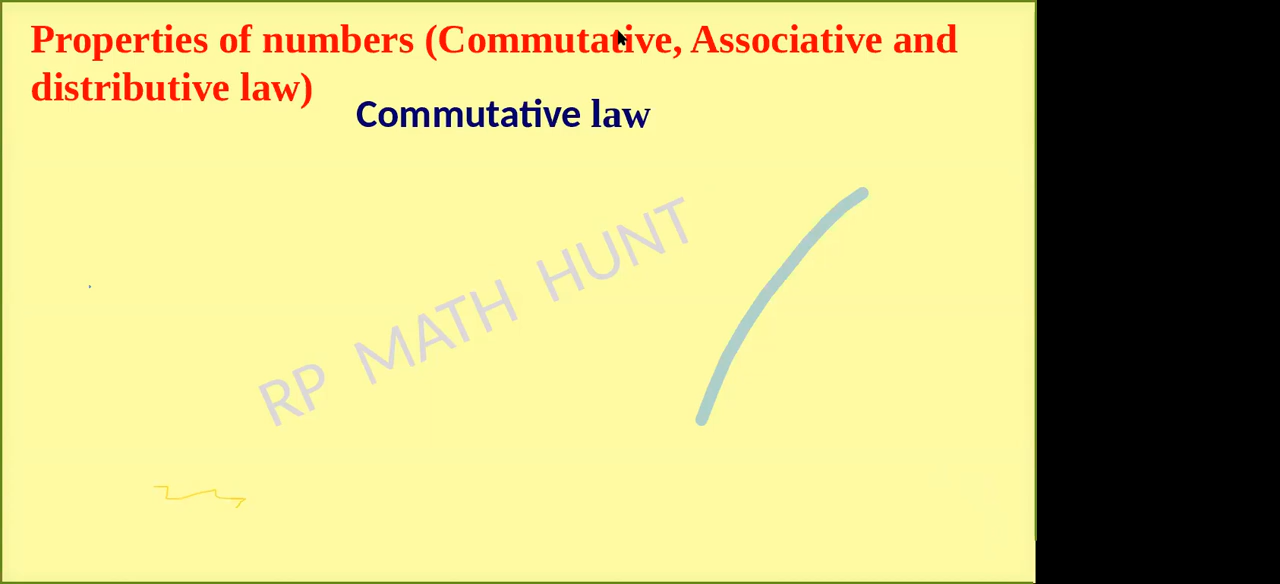 Properties of numbers (Commutative, Associative and
distributive law)
Commutative law
RP MATH HUNT